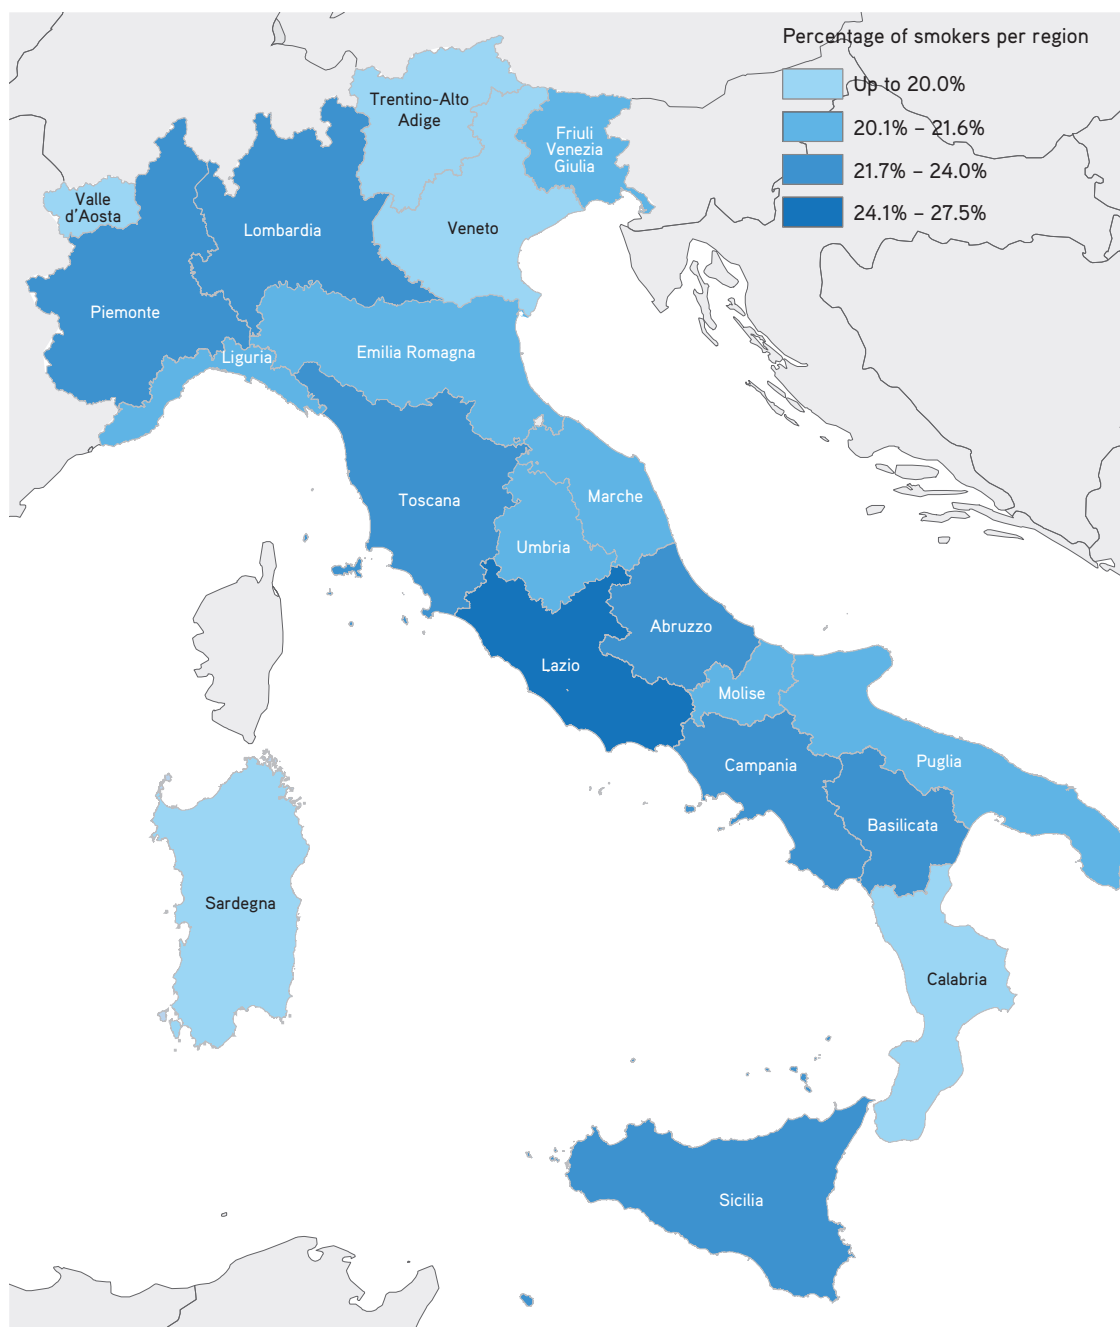 Percentage of smokers per region
Up to 20.0%
20.1% – 21.6%
21.7% – 24.0%
24.1% – 27.5%
Trentino-Alto
Adige
Friuli
Venezia
Giulia
Valle
d'Aosta
Lombardia
Veneto
Piemonte
Liguria
Emilia Romagna
Toscana
Marche
Umbria
Abruzzo
Lazio
Molise
Campania
Puglia
Basilicata
Sardegna
Calabria
Sicilia